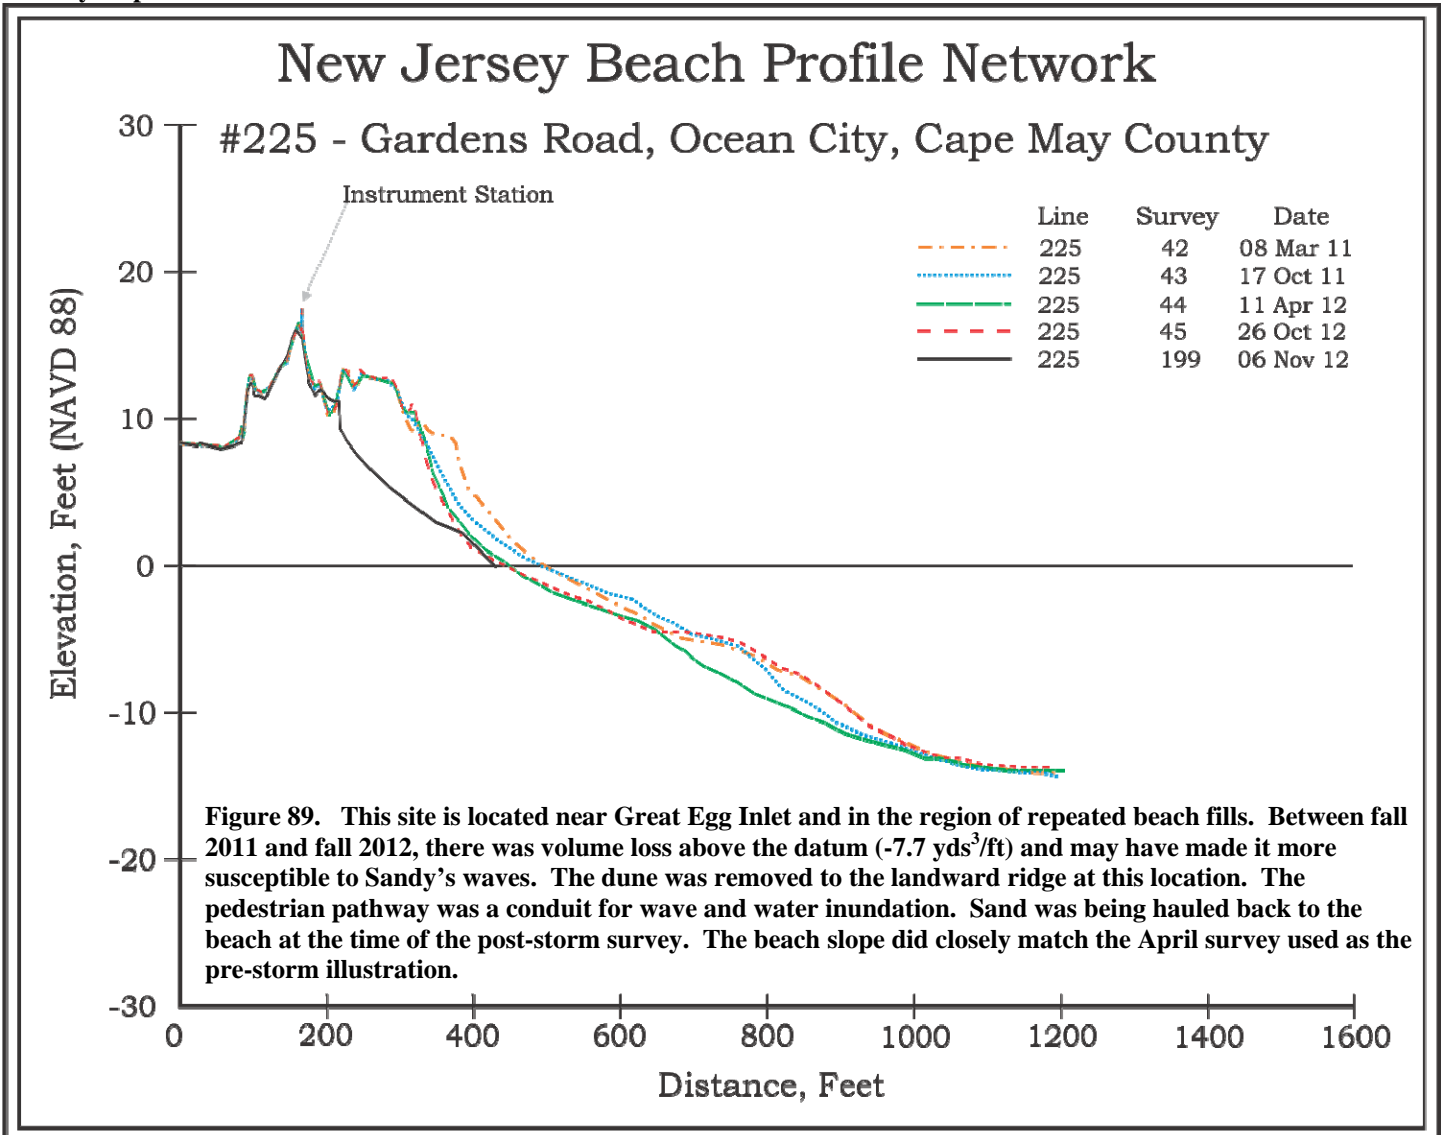 New Jersey Beach Profile Network
#225 - Gardens Road, Ocean City, Cape May County
Instrument Station
Line Survey Date
225 42 08 Mar 11
225 43 17 Oct 11
225 44 11 Apr 12
225 45 26 Oct 12
225 199 06 Nov 12
Elevation, Feet (NAVD 88)
30
20
10
0
-10
-20
-30
Figure 89. This site is located near Great Egg Inlet and in the region of repeated beach fills. Between fall
2011 and fall 2012, there was volume loss above the datum (-7.7 yds³/ft) and may have made it more
susceptible to Sandy's waves. The dune was removed to the landward ridge at this location. The
pedestrian pathway was a conduit for wave and water inundation. Sand was being hauled back to the
beach at the time of the post-storm survey. The beach slope did closely match the April survey used as the
pre-storm illustration.
0 200 400 600 800 1000 1200 1400 1600
Distance, Feet